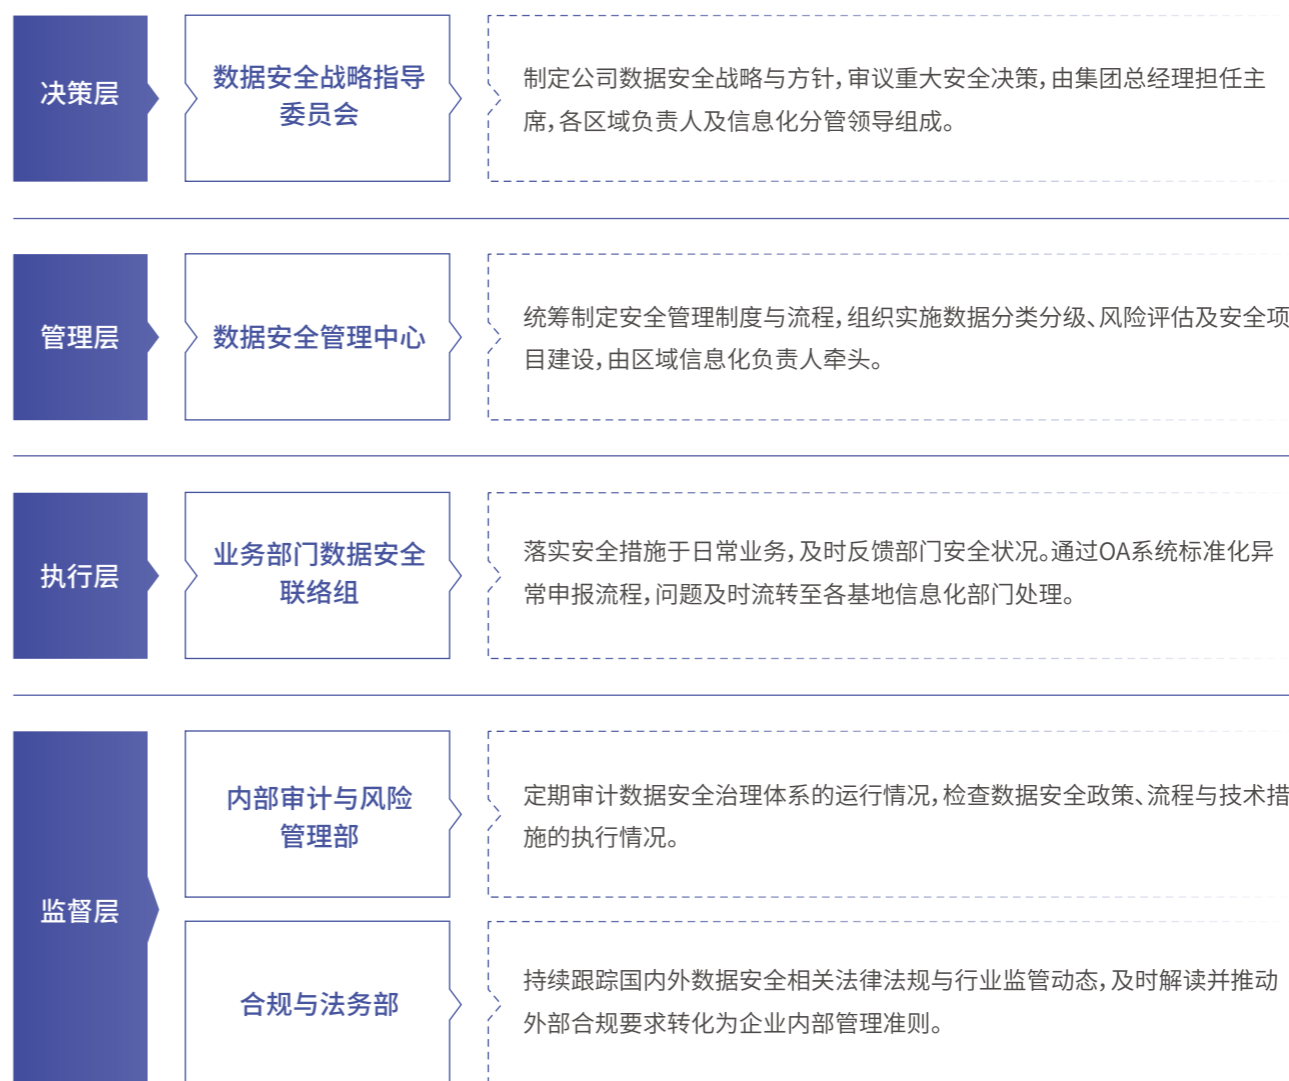 决策层
数据安全战略指导
委员会
制定公司数据安全战略与方针，审议重大安全决策，由集团总经理担任主
席，各区域负责人及信息化分管领导组成。
管理层
数据安全管理中心
统筹制定安全管理制度与流程，组织实施数据分类分级、风险评估及安全项
目建设，由区域信息化负责人牵头。
执行层
业务部门数据安全
联络组
落实安全措施于日常业务，及时反馈部门安全状况。通过OA系统标准化异
常申报流程，问题及时流转至各基地信息化部门处理。
监督层
内部审计与风险
管理部
定期审计数据安全治理体系的运行情况，检查数据安全政策、流程与技术措
施的执行情况。
合规与法务部
持续跟踪国内外数据安全相关法律法规与行业监管动态，及时解读并推动
外部合规要求转化为企业内部管理准则。